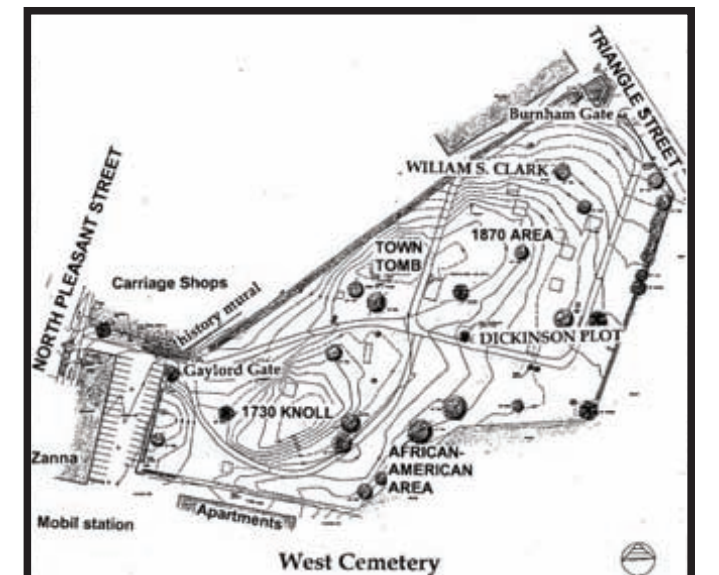 TRIANGLE STREET
Burnham Gate
WILIAM S. CLARK
NORTH PLEASANT STREET
1870 AREA
TOWN
TOMB
Carriage Shops
history mural
DICKINSON PLOT
Gaylord Gate
1730 KNOLL
AFRICAN-
AMERICAN
AREA
Zanna
Apartments
Mobil station
West Cemetery